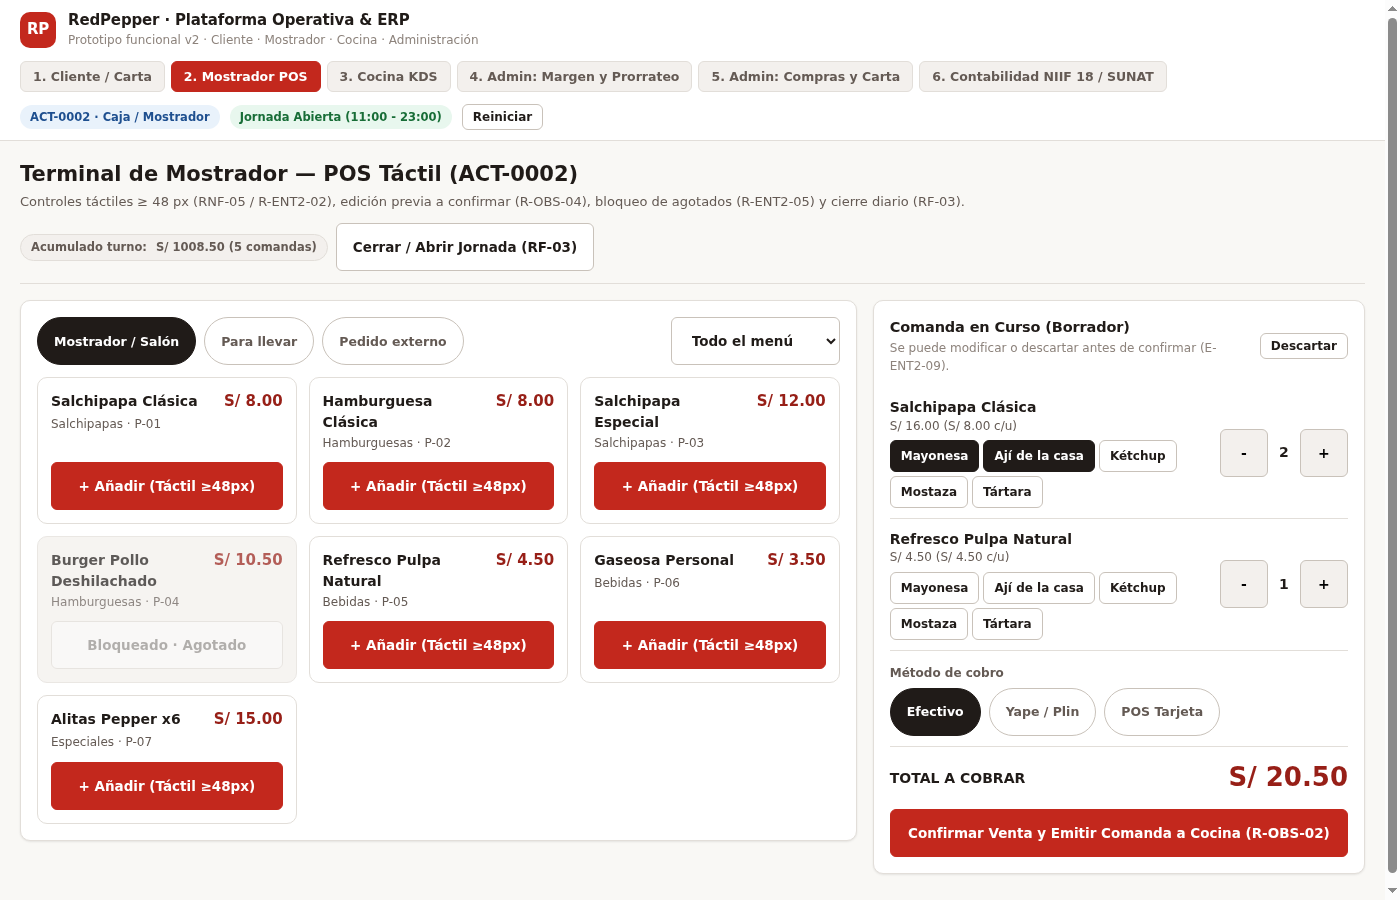 RP
RedPepper · Plataforma Operativa & ERP
Prototipo funcional v2 · Cliente · Mostrador · Cocina · Administración
1. Cliente / Carta
2. Mostrador POS
3. Cocina KDS
4. Admin: Margen y Prorrateo
5. Admin: Compras y Carta
6. Contabilidad NIIF 18 / SUNAT
ACT-0002 · Caja / Mostrador
Jornada Abierta (11:00 - 23:00)
Reiniciar
Terminal de Mostrador — POS Táctil (ACT-0002)
Controles táctiles ≥ 48 px (RNF-05 / R-ENT2-02), edición previa a confirmar (R-OBS-04), bloqueo de agotados (R-ENT2-05) y cierre diario (RF-03).
Acumulado turno: S/ 1008.50 (5 comandas)
Cerrar / Abrir Jornada (RF-03)
Mostrador / Salón
Para llevar
Pedido externo
Todo el menú
Salchipapa Clásica
S/ 8.00
Salchipapas · P-01
+ Añadir (Táctil ≥48px)
Hamburguesa
Clásica
S/ 8.00
Hamburguesas · P-02
+ Añadir (Táctil ≥48px)
Salchipapa
Especial
S/ 12.00
Salchipapas · P-03
+ Añadir (Táctil ≥48px)
Burger Pollo
Deshilachado
S/ 10.50
Hamburguesas · P-04
Bloqueado · Agotado
Refresco Pulpa
Natural
S/ 4.50
Bebidas · P-05
+ Añadir (Táctil ≥48px)
Gaseosa Personal
S/ 3.50
Bebidas · P-06
+ Añadir (Táctil ≥48px)
Alitas Pepper x6
S/ 15.00
Especiales · P-07
+ Añadir (Táctil ≥48px)
Comanda en Curso (Borrador)
Se puede modificar o descartar antes de confirmar (E-
ENT2-09).
Descartar
Salchipapa Clásica
S/ 16.00 (S/ 8.00 c/u)
Mayonesa
Ají de la casa
Kétchup
Mostaza
Tártara
- 2 +
Refresco Pulpa Natural
S/ 4.50 (S/ 4.50 c/u)
Mayonesa
Ají de la casa
Kétchup
Mostaza
Tártara
- 1 +
Método de cobro
Efectivo
Yape / Plin
POS Tarjeta
TOTAL A COBRAR
S/ 20.50
Confirmar Venta y Emitir Comanda a Cocina (R-OBS-02)